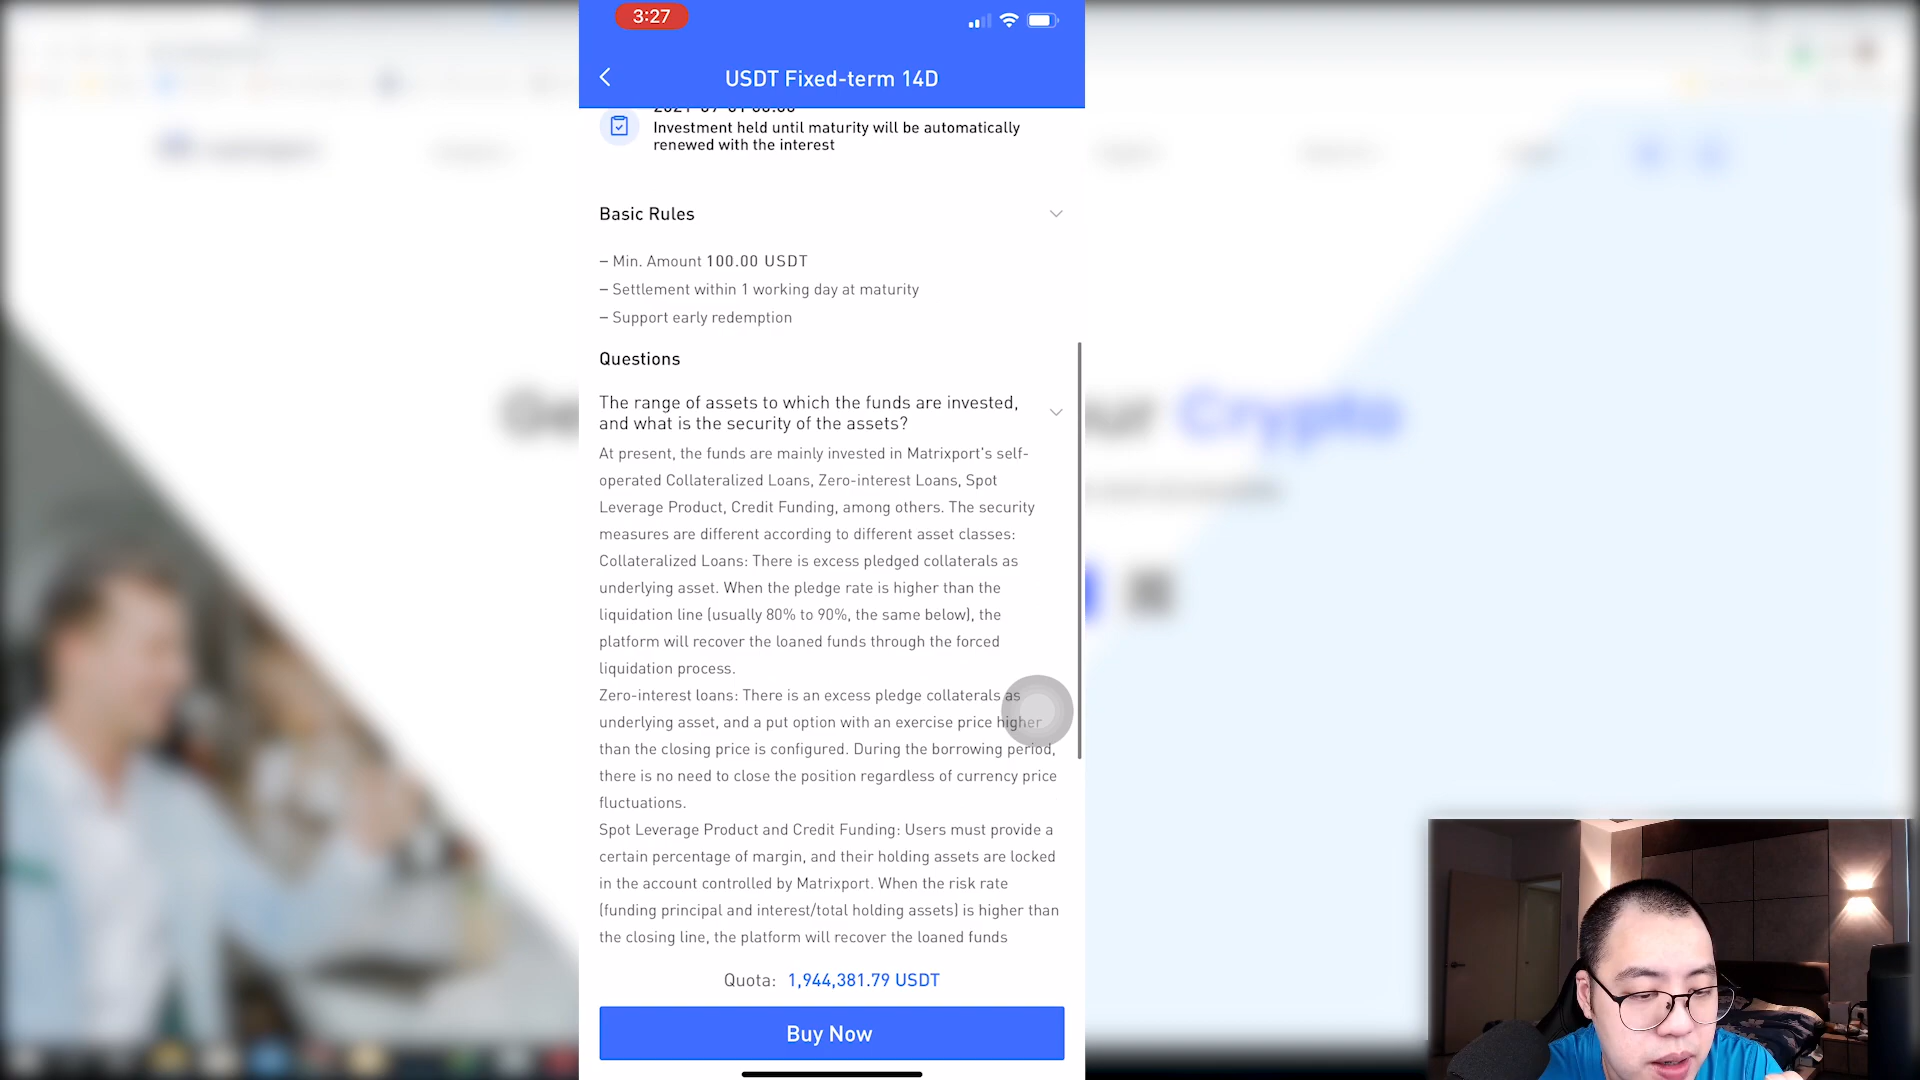 3:27
USDT Fixed-term 14D
Investment held until maturity will be automatically
renewed with the interest
Basic Rules
– Min. Amount 100.00 USDT
– Settlement within 1 working day at maturity
– Support early redemption
Questions
The range of assets to which the funds are invested,
and what is the security of the assets?
At present, the funds are mainly invested in Matrixport's self-
operated Collateralized Loans, Zero-interest Loans, Spot
Leverage Product, Credit Funding, among others. The security
measures are different according to different asset classes:
Collateralized Loans: There is excess pledged collaterals as
underlying asset. When the pledge rate is higher than the
liquidation line (usually 80% to 90%, the same below), the
platform will recover the loaned funds through the forced
liquidation process.
Zero-interest loans: There is an excess pledge collaterals as
underlying asset, and a put option with an exercise price higher
than the closing price is configured. During the borrowing period,
there is no need to close the position regardless of currency price
fluctuations.
Spot Leverage Product and Credit Funding: Users must provide a
certain percentage of margin, and their holding assets are locked
in the account controlled by Matrixport. When the risk rate
(funding principal and interest/total holding assets) is higher than
the closing line, the platform will recover the loaned funds
Quota: 1,944,381.79 USDT
Buy Now
Crypto